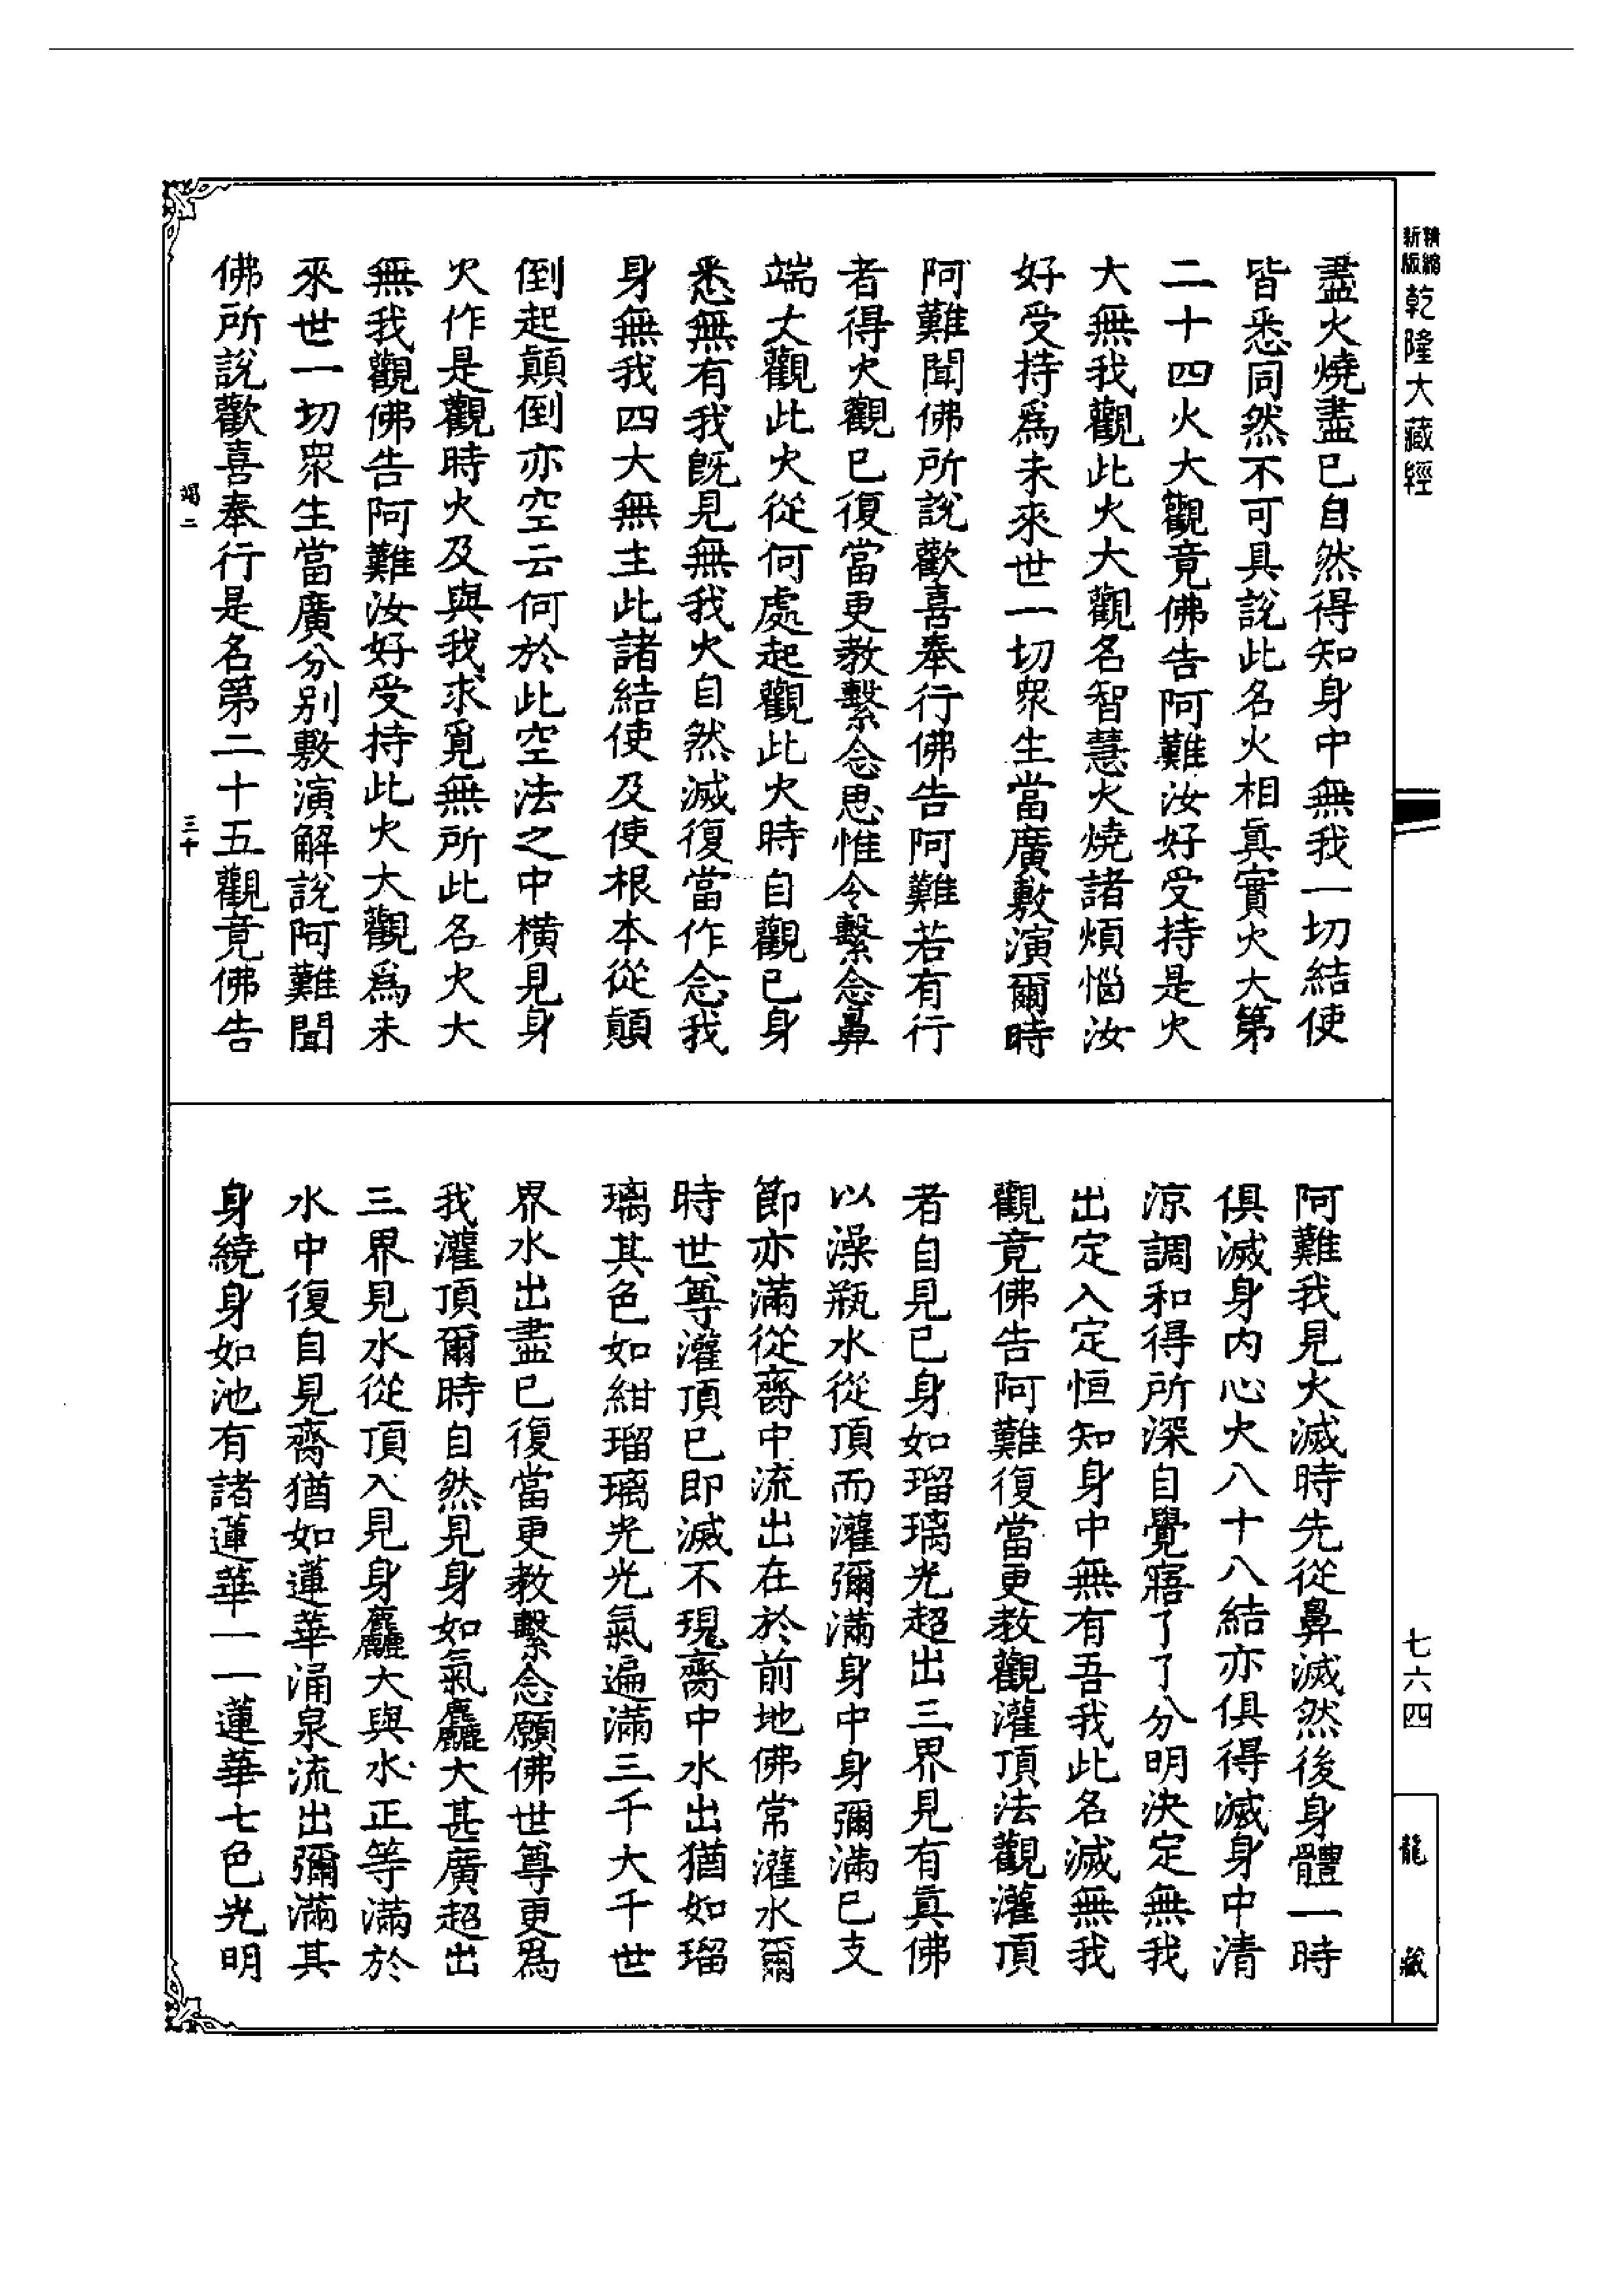 精縮
新版
乾隆大藏經
盡火燒盡已自然得知身中無我一切結使
皆悉同然不可具說此名火相真實火大第
二十四火大觀竟佛告阿難汝好受持是火
大無我觀此火大觀名智慧火燒諸煩惱汝
好受持為未來世一切眾生當廣敷演爾時
阿難聞佛所說歡喜奉行佛告阿難若有行
者得火觀已復當更教繫念思惟令繫念鼻
端大觀此火從何處起觀此火時自觀已身
悉無有我既見無我火自然滅復當作念我
身無我四大無主此諸結使及使根本從顛
倒起顛倒亦空云何於此空法之中橫見身
火作是觀時火及與我求覓無所此名火大
無我觀佛告阿難汝好受持此火大觀為未
來世一切眾生當廣分別敷演解說阿難聞
佛所說歡喜奉行是名第二十五觀竟佛告
竭二
三十
阿難我見火滅時先從鼻滅然後身體一時
俱滅身內心火八十八結亦俱得滅身中清
涼調和得所深自覺寤了了分明決定無我
出定入定恒知身中無有吾我此名滅無我
觀竟佛告阿難復當更教觀灌頂法觀灌頂
者自見已身如瑠璃光超出三界見有真佛
以澡瓶水從頂而灌彌滿身中身彌滿已支
節亦滿從齊中流出在於前地佛常灌水爾
時世尊灌頂已即滅不現齊中水出猶如瑠
璃其色如紺瑠璃光光氣遍滿三千大千世
界水出盡已復當更教繫念願佛世尊更為
我灌頂爾時自然見身如氣麤大甚廣超出
三界見水從頂入見身麤大與水正等滿於
水中復自見齊猶如蓮華涌泉流出彌滿其
身繞身如池有諸蓮華一一蓮華七色光明
七六四
龍藏